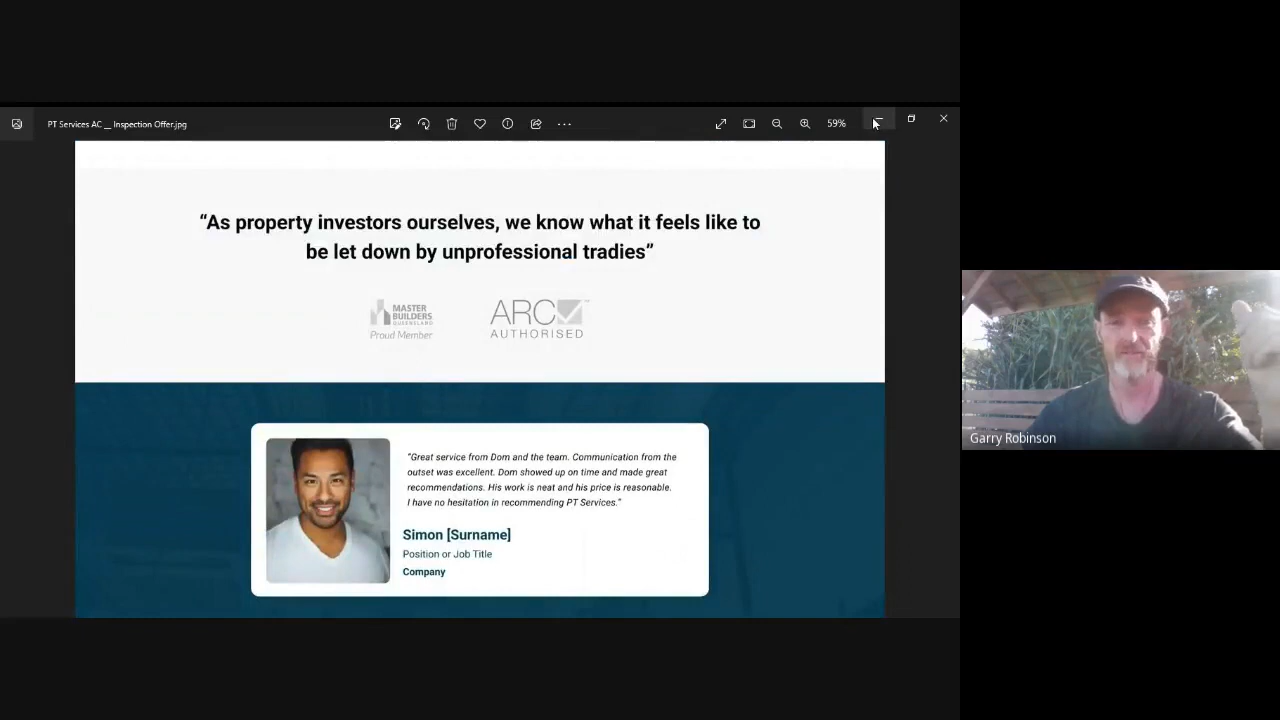 PT Services AC __ Inspection Offer.jpg
59%
“As property investors ourselves, we know what it feels like to
be let down by unprofessional tradies”
MASTER
BUILDERS
QUEENSLAND
Proud Member
ARC
AUTHORISED
"Great service from Dom and the team. Communication from the
outset was excellent. Dom showed up on time and made great
recommendations. His work is neat and his price is reasonable.
I have no hesitation in recommending PT Services."
Simon [Surname]
Position or Job Title
Company
Garry Robinson